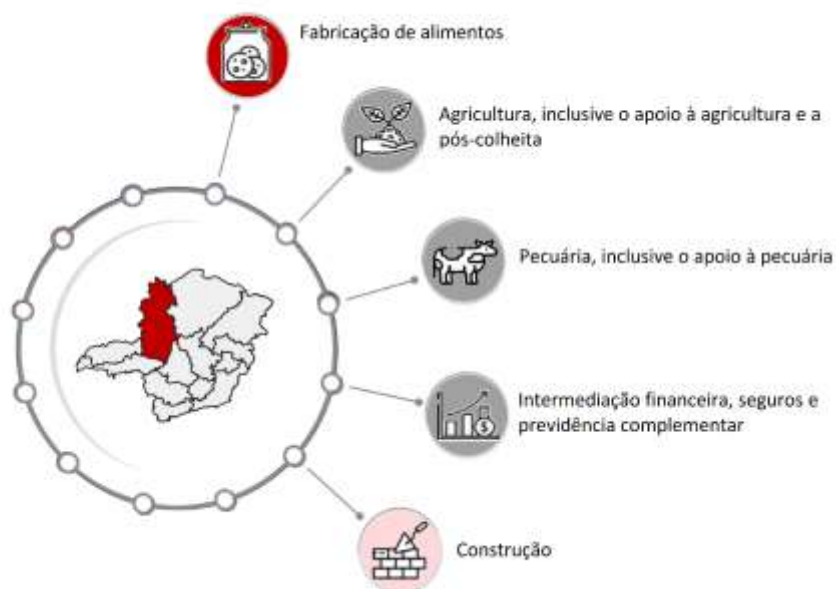 Fabricação de alimentos
Agricultura, inclusive o apoio à agricultura e a
pós-colheita
Pecuária, inclusive o apoio à pecuária
Intermediação financeira, seguros e
previdência complementar
$
Construção